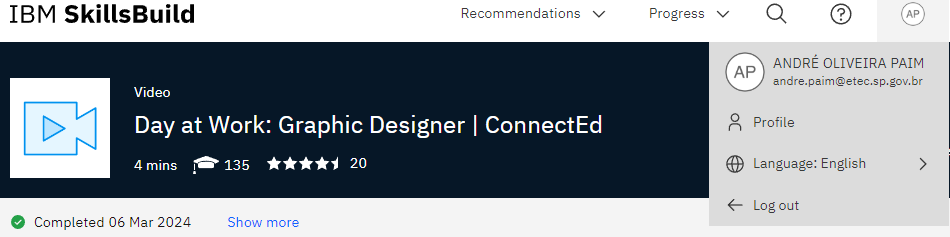 IBM SkillsBuild
Recommendations
Progress
AP
AP
ANDRÉ OLIVEIRA PAIM
andre.paim@etec.sp.gov.br
Profile
Language: English
Log out
Video
Day at Work: Graphic Designer | ConnectEd
4 mins 135 20
Completed 06 Mar 2024 Show more